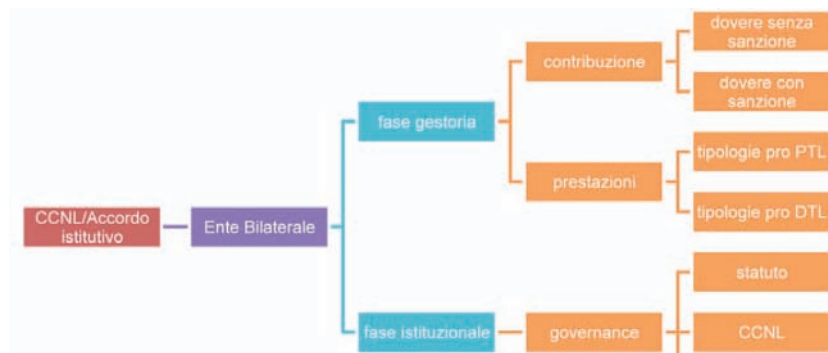 dovere senza
sanzione
contribuzione
dovere con
sanzione
fase gestoria
tipologie pro PTL
prestazioni
tipologie pro DTL
CCNL/Accordo
istitutivo
Ente Bilaterale
statuto
fase istituzionale
governance
CCNL